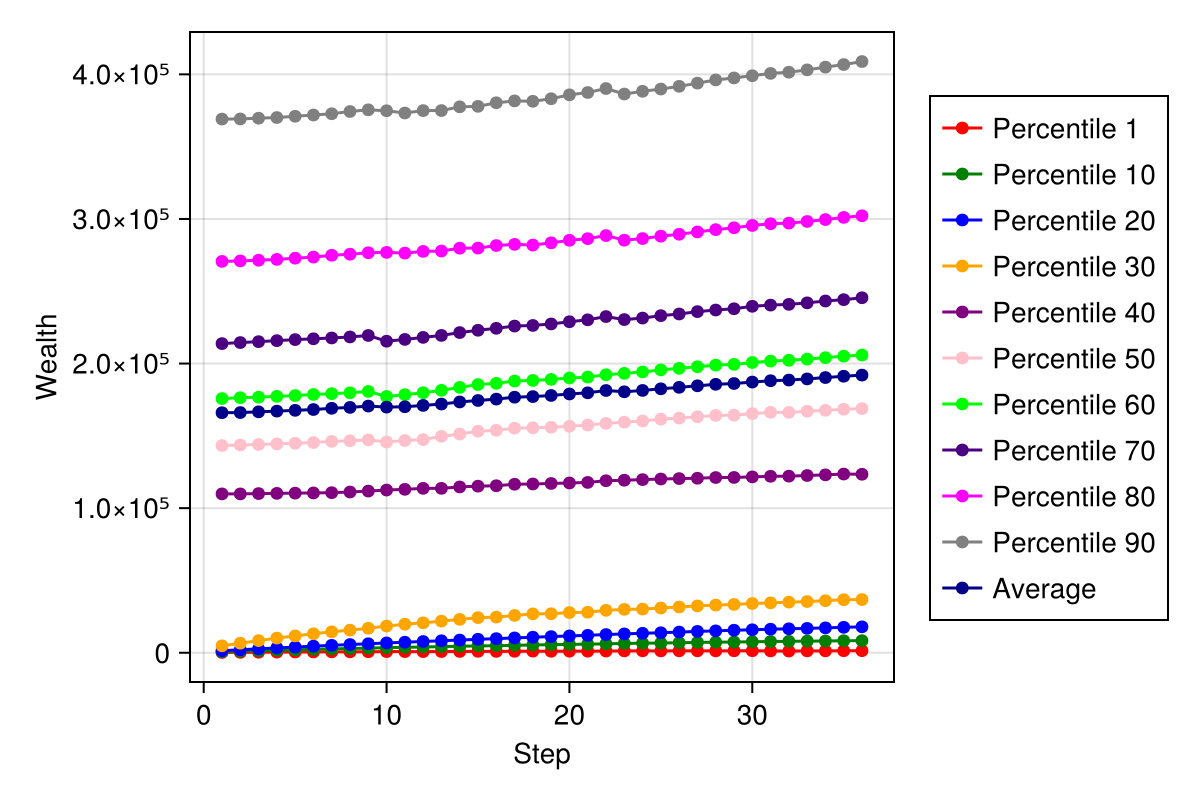 4.0×10⁵
3.0×10⁵
2.0×10⁵
1.0×10⁵
0
Wealth
0 10 20 30
Step
Percentile 1
Percentile 10
Percentile 20
Percentile 30
Percentile 40
Percentile 50
Percentile 60
Percentile 70
Percentile 80
Percentile 90
Average